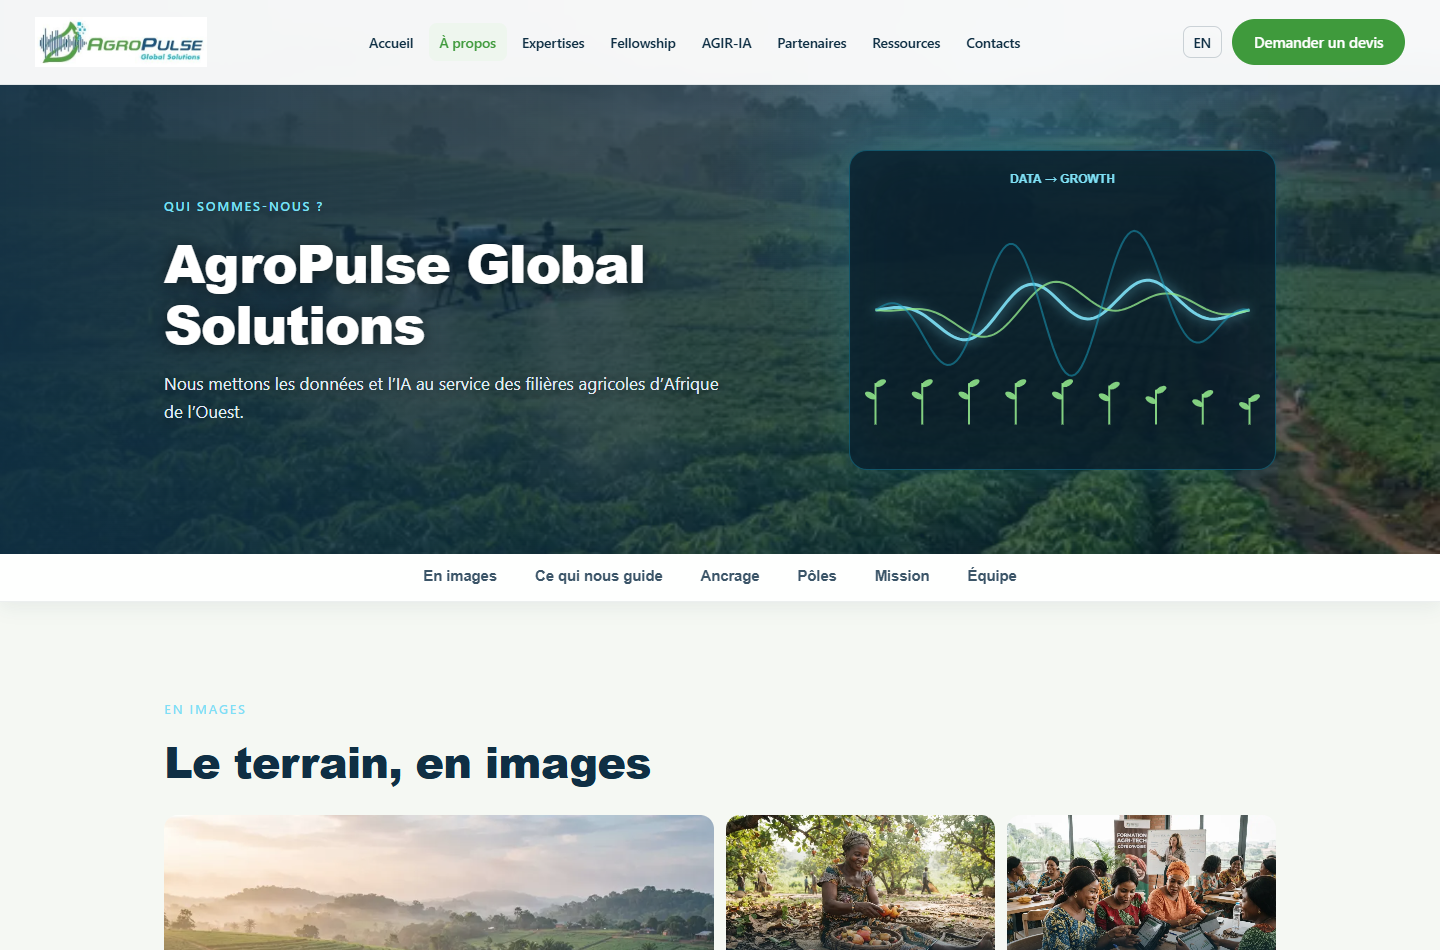 AGROPULSE
Global Solutions
Accueil
À propos
Expertises
Fellowship
AGIR-IA
Partenaires
Ressources
Contacts
EN
Demander un devis
QUI SOMMES-NOUS ?
AgroPulse Global
Solutions
Nous mettons les données et l’IA au service des filières agricoles d’Afrique
de l’Ouest.
DATA → GROWTH
En images
Ce qui nous guide
Ancrage
Pôles
Mission
Équipe
EN IMAGES
Le terrain, en images
FORMATION
AGRI-TECH
CÔTE D'IVOIRE